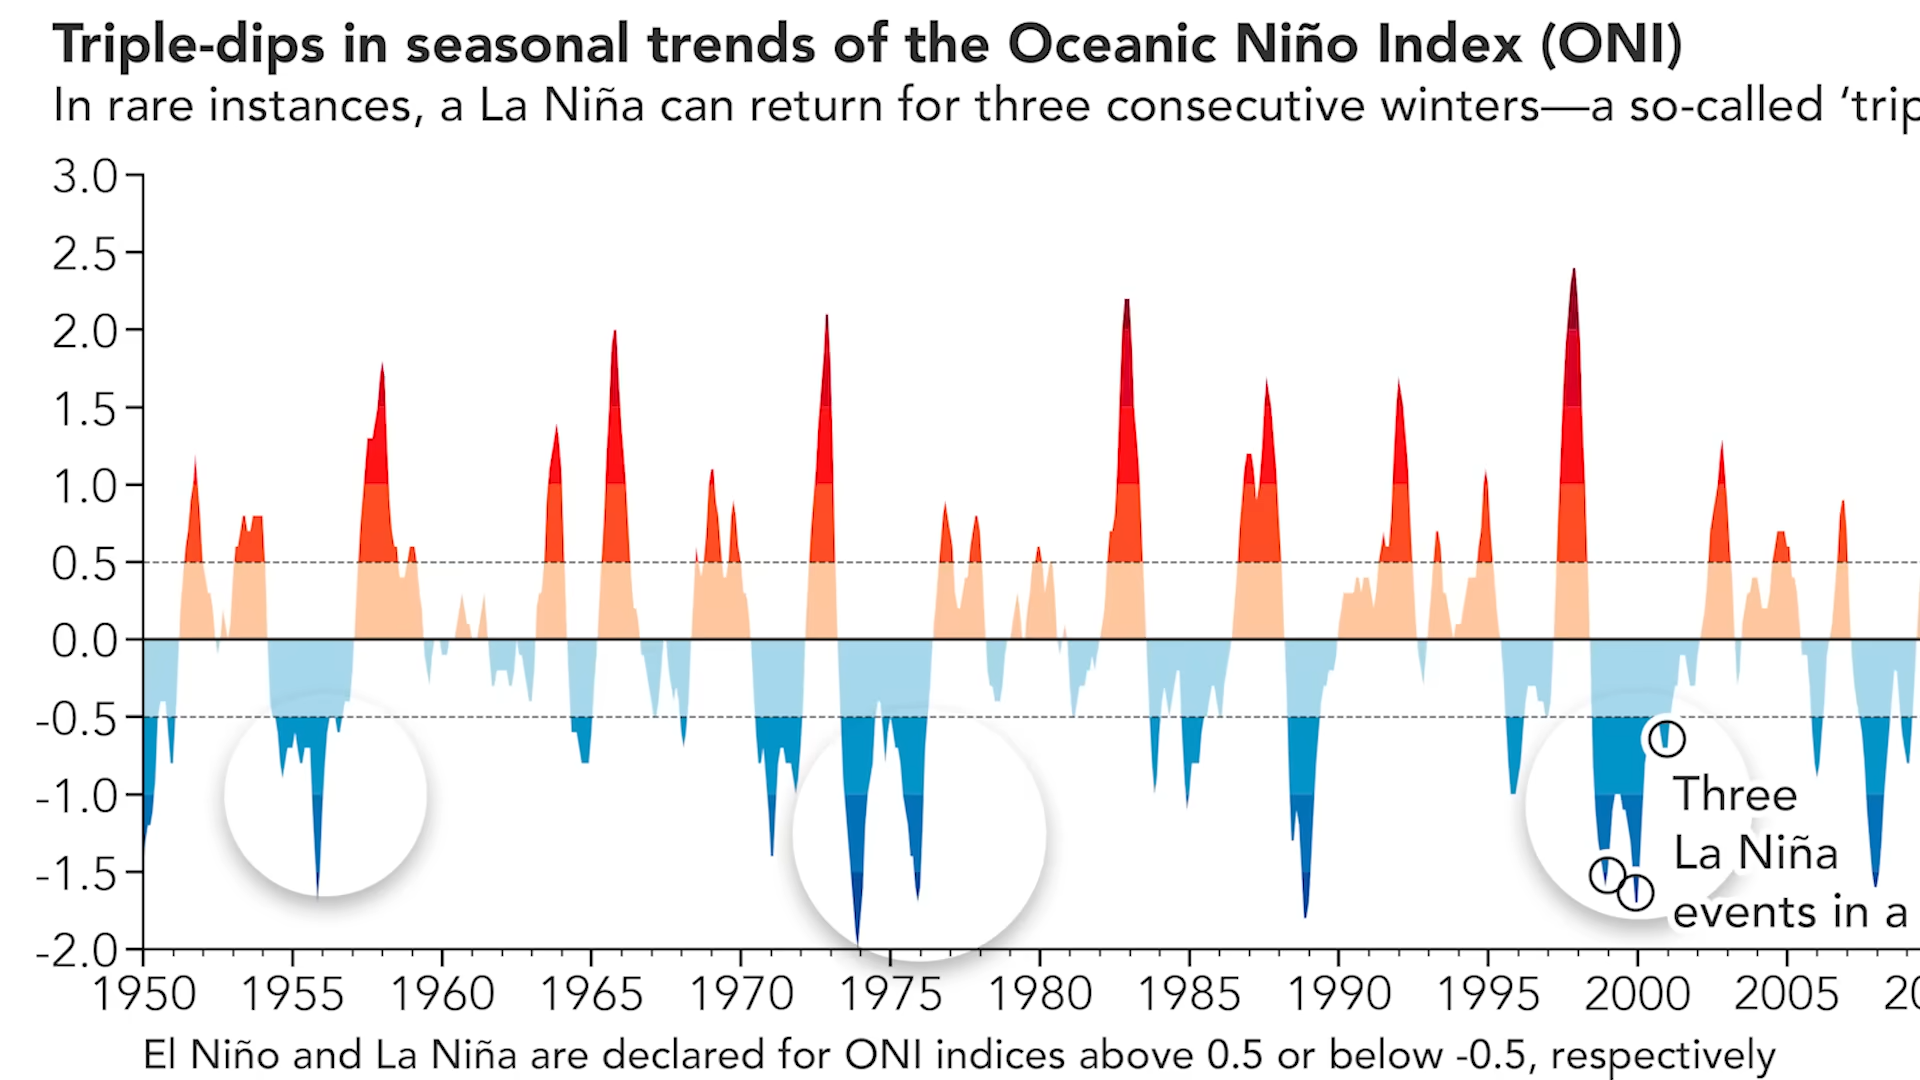 Triple-dips in seasonal trends of the Oceanic Niño Index (ONI)
In rare instances, a La Niña can return for three consecutive winters—a so-called ‘trip
3.0
2.5
2.0
1.5
1.0
0.5
0.0
-0.5
-1.0
-1.5
-2.0
Three
La Niña
events in a
1950 1955 1960 1965 1970 1975 1980 1985 1990 1995 2000 2005 20
El Niño and La Niña are declared for ONI indices above 0.5 or below -0.5, respectively